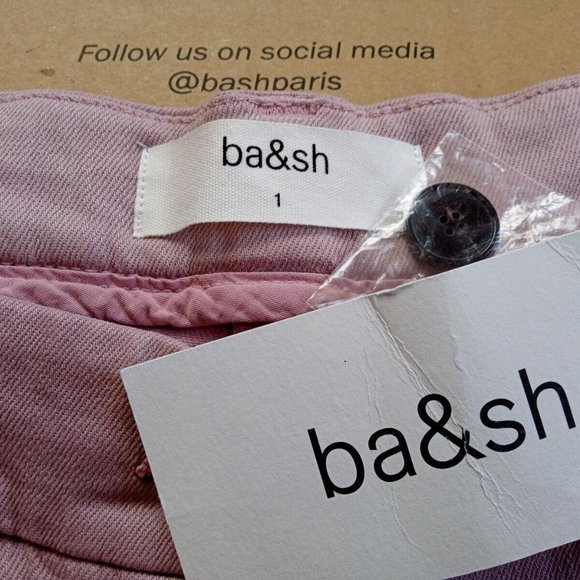 Follow us on social media
@bashparis
ba&sh
1
ba&sh